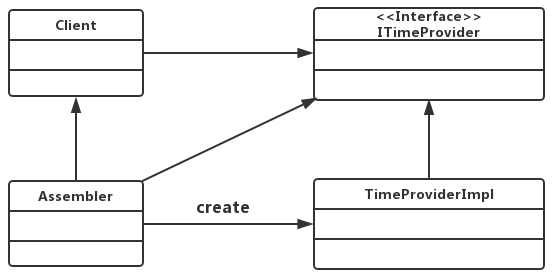 Client
<<Interface>>
ITimeProvider
Assembler
create
TimeProviderImpl